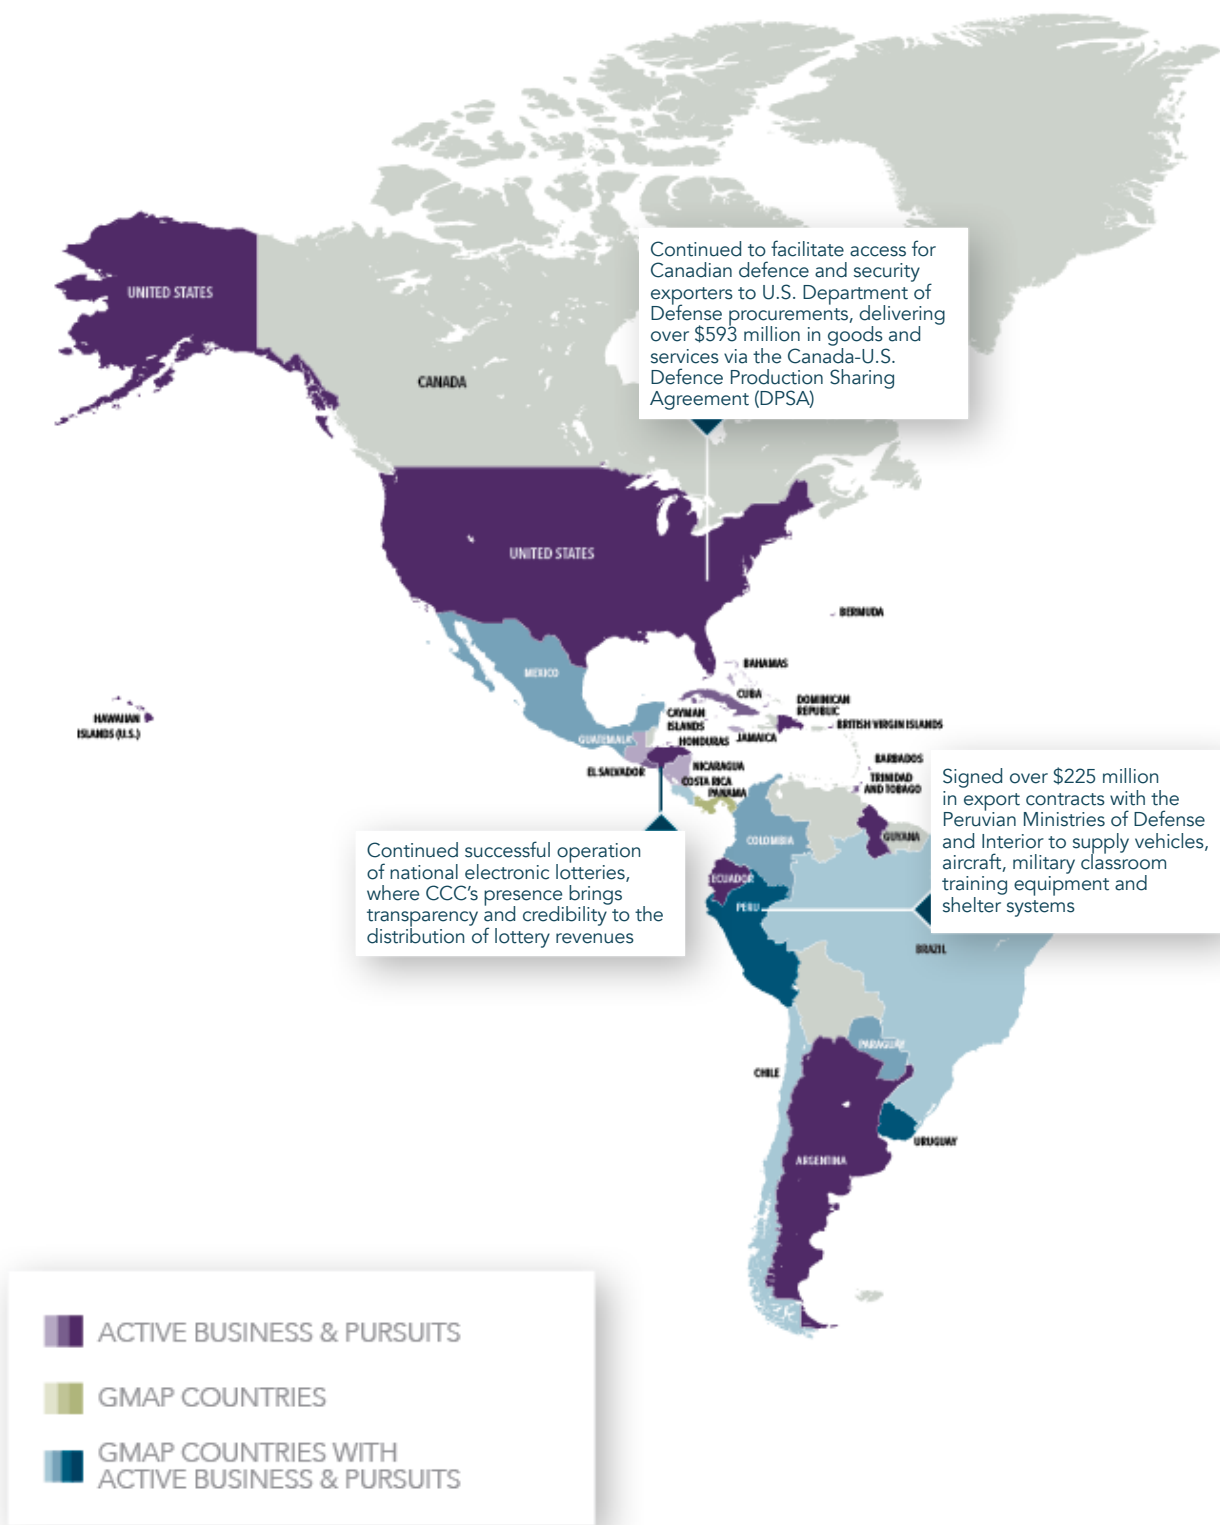 Continued to facilitate access for
Canadian defence and security
exporters to U.S. Department of
Defense procurements, delivering
over $593 million in goods and
services via the Canada-U.S.
Defence Production Sharing
Agreement (DPSA)
UNITED STATES
CANADA
UNITED STATES
BERMUDA
MEXICO
BAHAMAS
CUBA
DOMINICAN
REPUBLIC
CAYMAN
ISLANDS
BRITISH VIRGIN ISLANDS
HAWAIIAN
ISLANDS (U.S.)
GUATEMALA
HONDURAS
JAMAICA
EL SALVADOR
NICARAGUA
COSTA RICA
PANAMA
BARBADOS
TRINIDAD
AND TOBAGO
Signed over $225 million
in export contracts with the
Peruvian Ministries of Defense
and Interior to supply vehicles,
aircraft, military classroom
training equipment and
shelter systems
Continued successful operation
of national electronic lotteries,
where CCC's presence brings
transparency and credibility to the
distribution of lottery revenues
COLOMBIA
GUYANA
ECUADOR
PERU
BRAZIL
PARAGUAY
CHILE
URUGUAY
ARGENTINA
ACTIVE BUSINESS & PURSUITS
GMAP COUNTRIES
GMAP COUNTRIES WITH
ACTIVE BUSINESS & PURSUITS